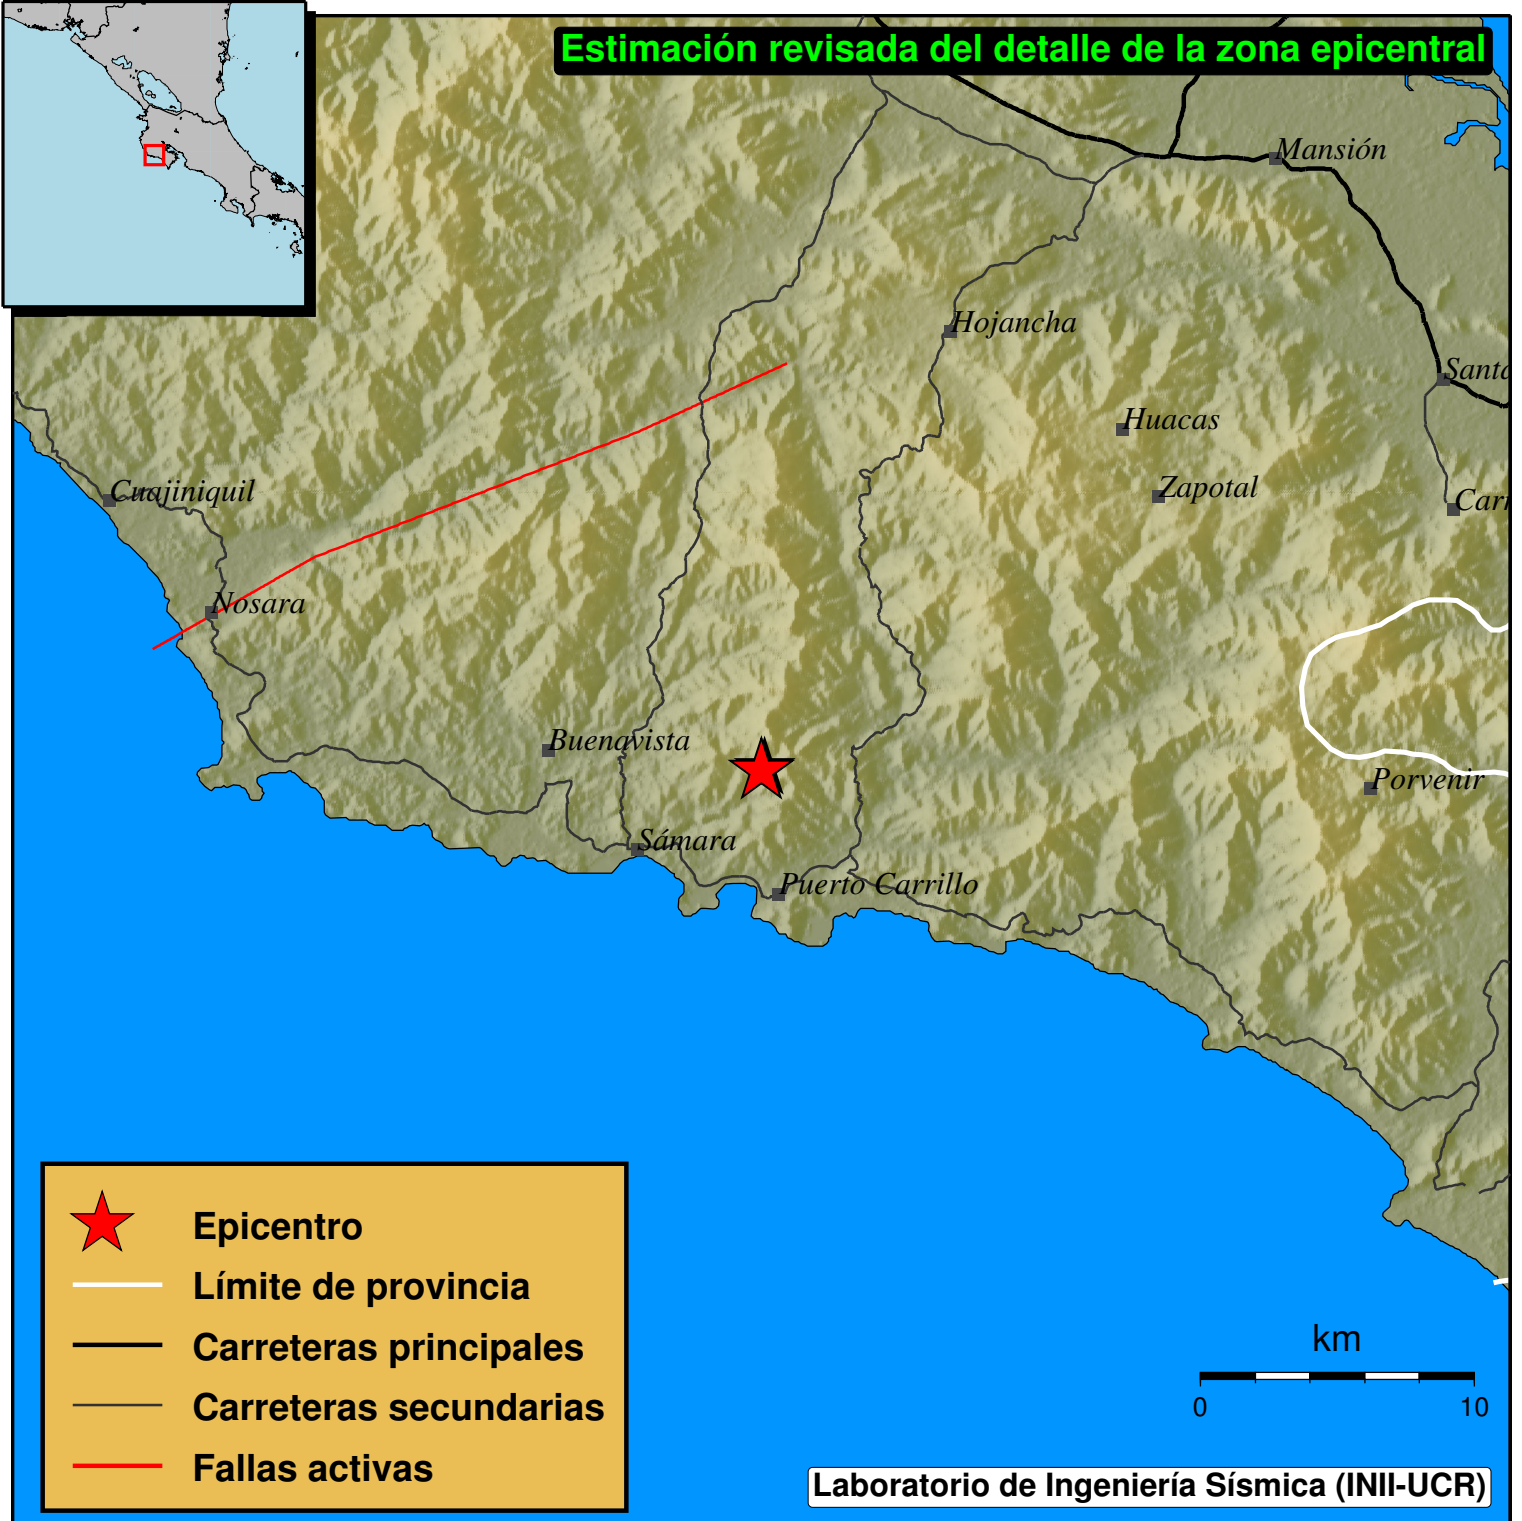 Estimación revisada del detalle de la zona epicentral
Mansión
Hojancha
Santa
Huacas
Zapotal
Cuajiniquil
Nosara
Buenavista
Porvenir
Sámara
Puerto Carrillo
Epicentro
Límite de provincia
Carreteras principales
Carreteras secundarias
Fallas activas
km
0 10
Laboratorio de Ingeniería Sísmica (INII-UCR)